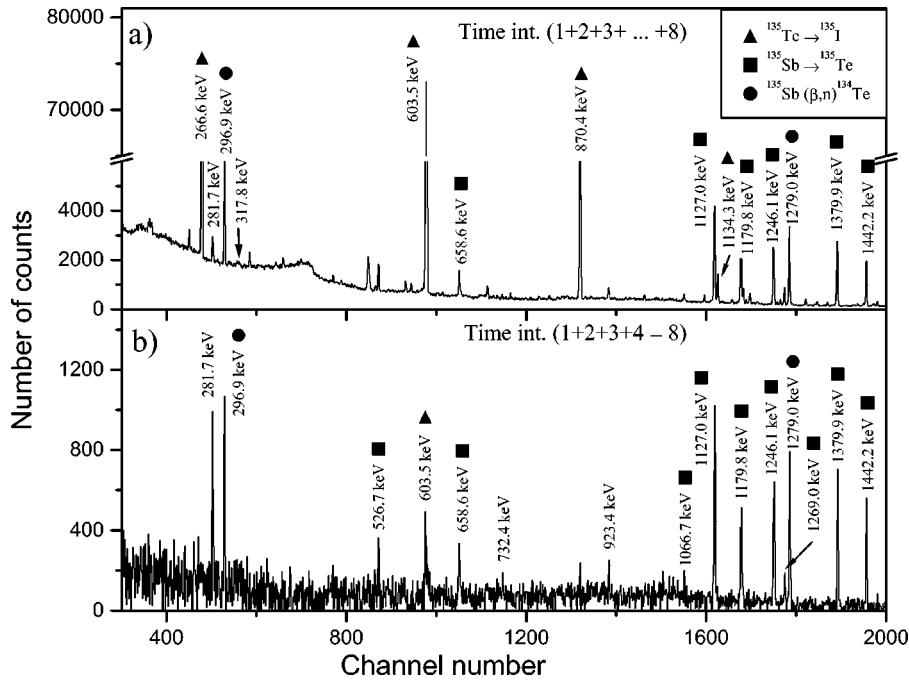 80000
70000
4000
2000
0
Number of counts
a)
Time int. (1+2+3+ ... +8)
135Te → 135I
135Sb → 135Te
135Sb (β,n) 134Te
266.6 keV
296.9 keV
281.7 keV
317.8 keV
603.5 keV
658.6 keV
870.4 keV
1127.0 keV
1134.3 keV
1179.8 keV
1246.1 keV
1279.0 keV
1379.9 keV
1442.2 keV
b)
Time int. (1+2+3+4 – 8)
1200
800
400
0
281.7 keV
296.9 keV
526.7 keV
603.5 keV
658.6 keV
732.4 keV
923.4 keV
1066.7 keV
1127.0 keV
1179.8 keV
1246.1 keV
1279.0 keV
1269.0 keV
1379.9 keV
1442.2 keV
400
800
1200
1600
2000
Channel number